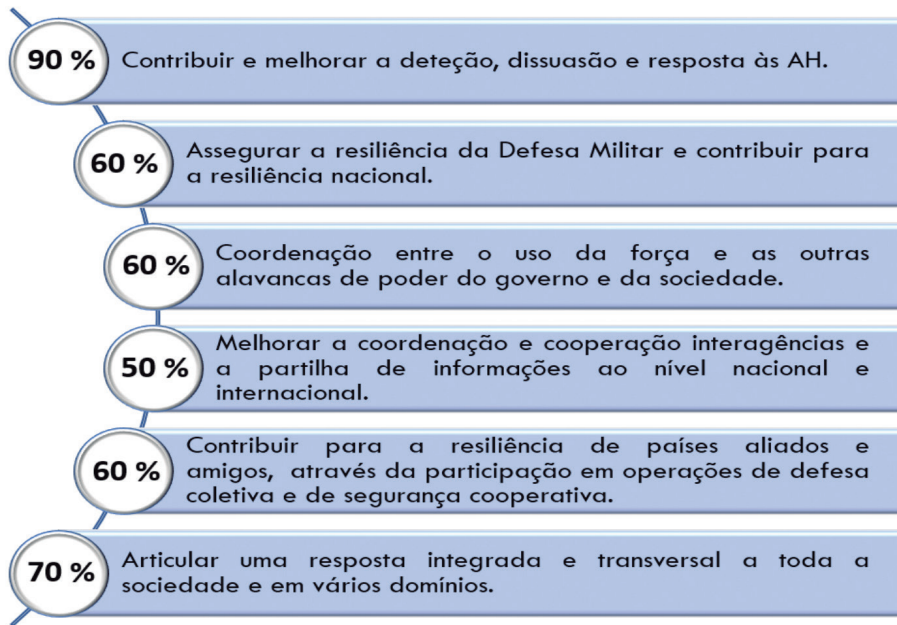 90 % Contribuir e melhorar a deteção, dissuasão e resposta às AH.
60 % Assegurar a resiliência da Defesa Militar e contribuir para
a resiliência nacional.
60 % Coordenação entre o uso da força e as outras
alavancas de poder do governo e da sociedade.
50 % Melhorar a coordenação e cooperação interagências e
a partilha de informações ao nível nacional e
internacional.
60 % Contribuir para a resiliência de países aliados e
amigos, através da participação em operações de defesa
coletiva e de segurança cooperativa.
70 % Articular uma resposta integrada e transversal a toda a
sociedade e em vários domínios.